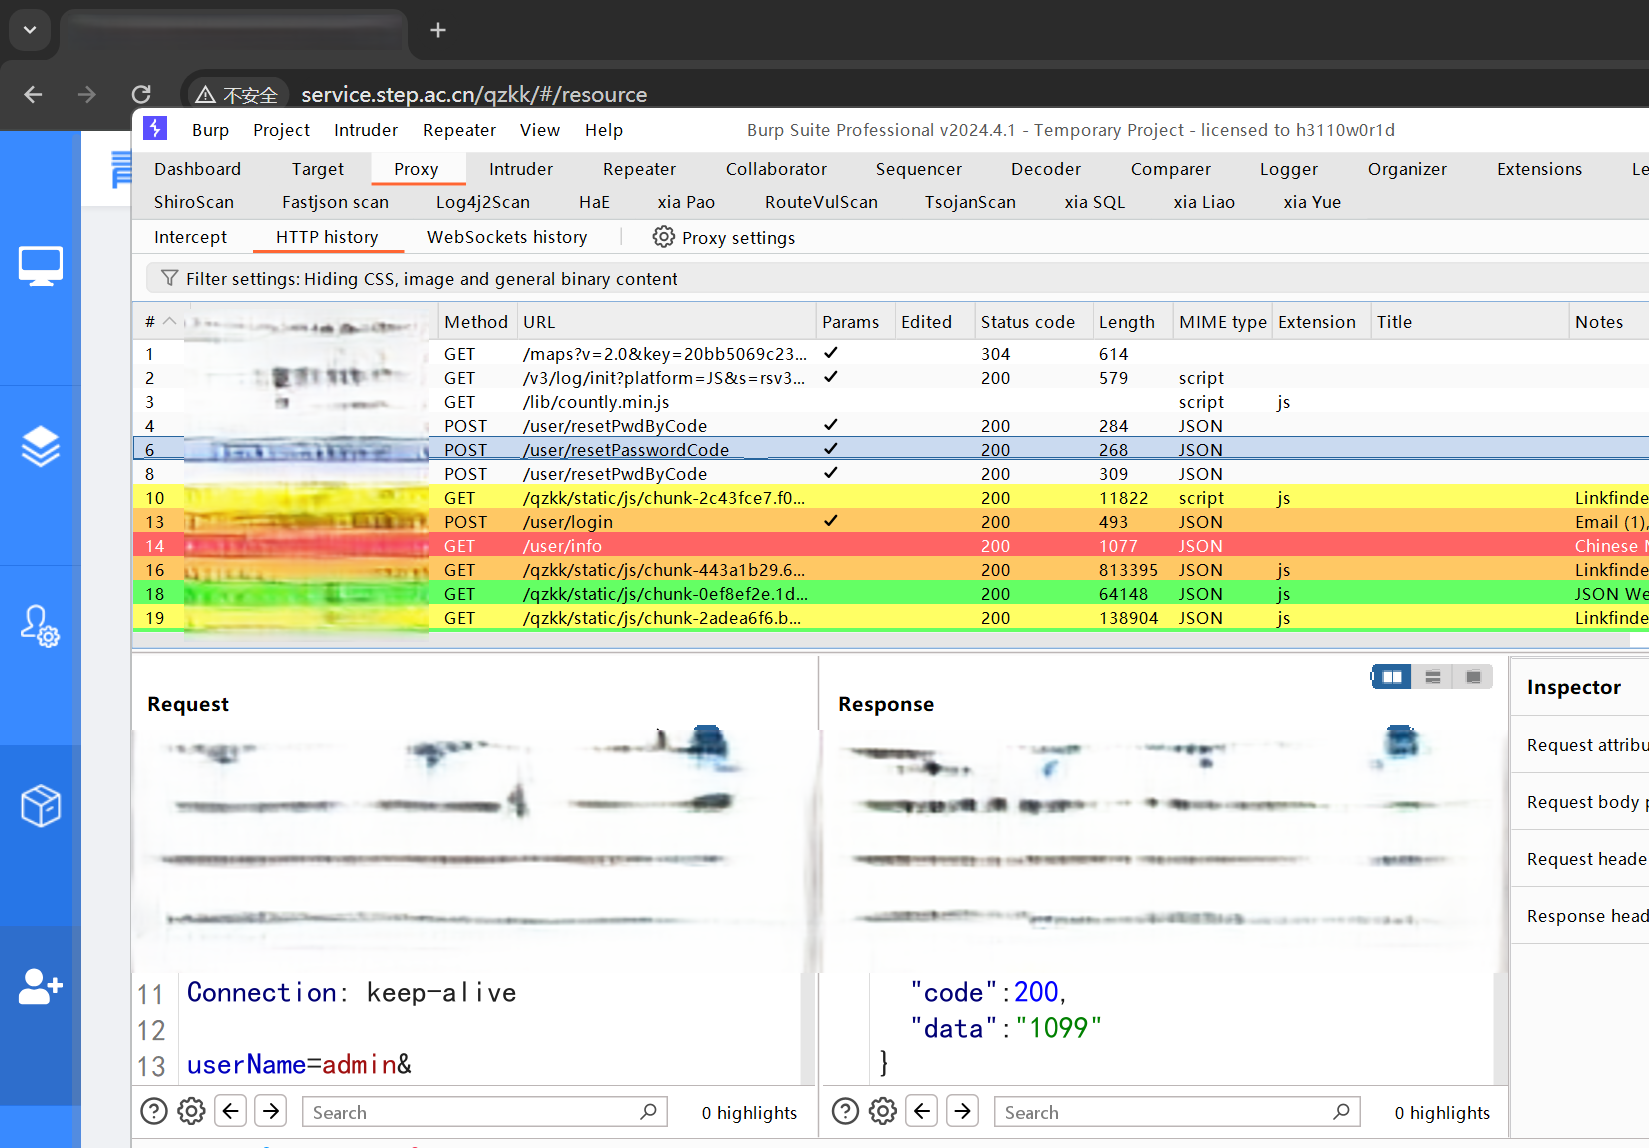 不安全 service.step.ac.cn/qzkk/#/resource
Burp Project Intruder Repeater View Help Burp Suite Professional v2024.4.1 - Temporary Project - licensed to h3110w0r1d
Dashboard Target Proxy Intruder Repeater Collaborator Sequencer Decoder Comparer Logger Organizer Extensions Le
ShiroScan Fastjson scan Log4j2Scan HaE xia Pao RouteVulScan TsojanScan xia SQL xia Liao xia Yue
Intercept HTTP history WebSockets history Proxy settings
Filter settings: Hiding CSS, image and general binary content
# Method URL Params Edited Status code Length MIME type Extension Title Notes
1 GET /maps?v=2.0&key=20bb5069c23... ✓ 304 614
2 GET /v3/log/init?platform=JS&s=rsv3... ✓ 200 579 script
3 GET /lib/countly.min.js script js
4 POST /user/resetPwdByCode ✓ 200 284 JSON
6 POST /user/resetPasswordCode ✓ 200 268 JSON
8 POST /user/resetPwdByCode ✓ 200 309 JSON
10 GET /qzkk/static/js/chunk-2c43fce7.f0... 200 11822 script js Linkfinde
13 POST /user/login ✓ 200 493 JSON Email (1),
14 GET /user/info 200 1077 JSON Chinese
16 GET /qzkk/static/js/chunk-443a1b29.6... 200 813395 JSON js Linkfinde
18 GET /qzkk/static/js/chunk-0ef8ef2e.1d... 200 64148 JSON js JSON We
19 GET /qzkk/static/js/chunk-2adea6f6.b... 200 138904 JSON js Linkfinde
Request Response Inspector
Request attribu
Request body
Request heade
Response head
11 Connection: keep-alive
12
13 userName=admin&
"code":200,
"data":"1099"
}
Search 0 highlights Search 0 highlights